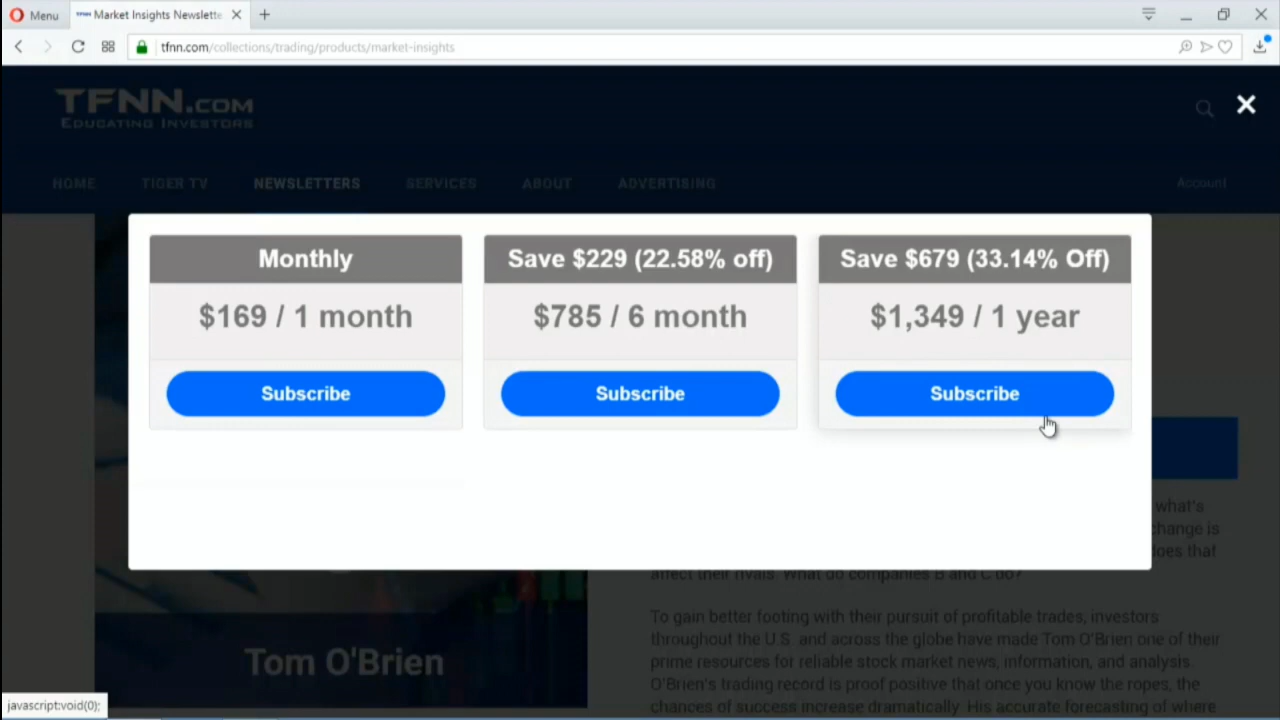 Menu
Market Insights Newslette
tfnn.com/collections/trading/products/market-insights
TFNN.COM
EDUCATING INVESTORS
HOME TIGER TV NEWSLETTERS SERVICES ABOUT ADVERTISING Account
Monthly
$169 / 1 month
Subscribe
Save $229 (22.58% off)
$785 / 6 month
Subscribe
Save $679 (33.14% Off)
$1,349 / 1 year
Subscribe
what's
change is
does that
affect their rivals. What do companies B and C do?
To gain better footing with their pursuit of profitable trades, investors
throughout the U.S. and across the globe have made Tom O'Brien one of their
prime resources for reliable stock market news, information, and analysis.
O'Brien's trading record is proof positive that once you know the ropes, the
chances of success increase dramatically. His accurate forecasting of where
Tom O'Brien
javascript:void(0);